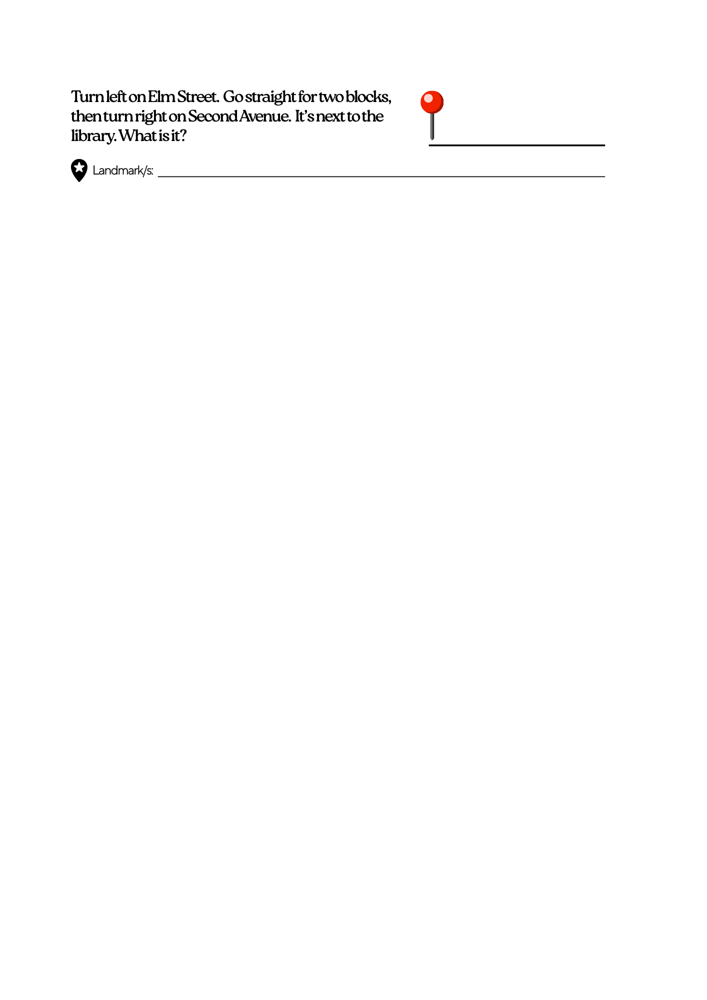 Turn left on Elm Street. Go straight for two blocks,
then turn right on Second Avenue. It's next to the
library. What is it?
Landmark/s: